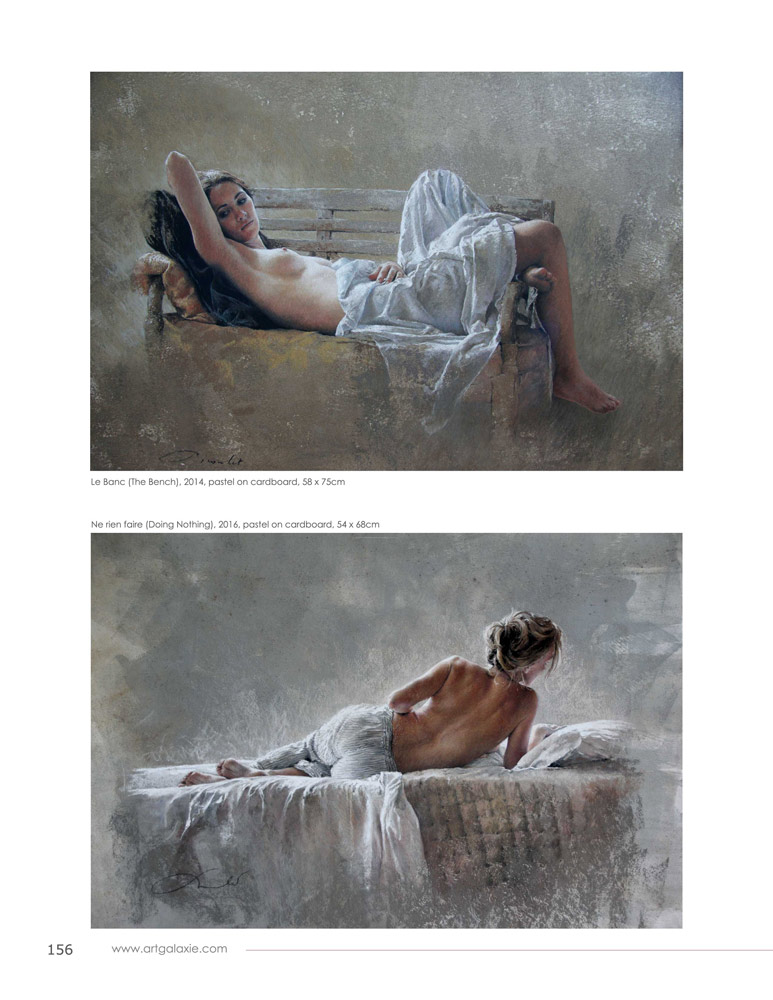 Le Banc (The Bench), 2014, pastel on cardboard, 58 x 75cm
Ne rien faire (Doing Nothing), 2016, pastel on cardboard, 54 x 68cm
156 www.artgalaxie.com